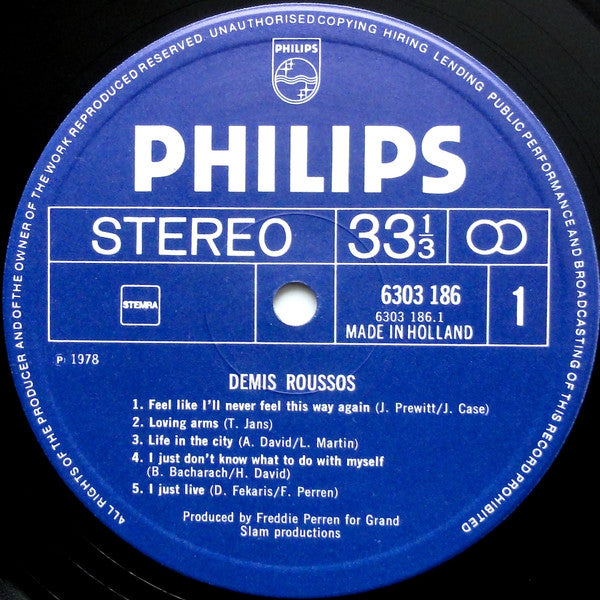 ALL RIGHTS OF THE PRODUCER AND OF THE OWNER OF THE WORK REPRODUCED RESERVED. UNAUTHORISED COPYING HIRING LENDING PUBLIC PERFORMANCE AND BROADCASTING OF THIS RECORD PROHIBITED
PHILIPS
PHILIPS
STEREO 33 1/3
STEMRA 6303 186 1
6303 186.1
MADE IN HOLLAND
P 1978
DEMIS ROUSSOS
1. Feel like I'll never feel this way again (J. Prewitt/J. Case)
2. Loving arms (T. Jans)
3. Life in the city (A. David/L. Martin)
4. I just don't know what to do with myself
(B. Bacharach/H. David)
5. I just live (D. Fekaris/F. Perren)
Produced by Freddie Perren for Grand
Slam productions